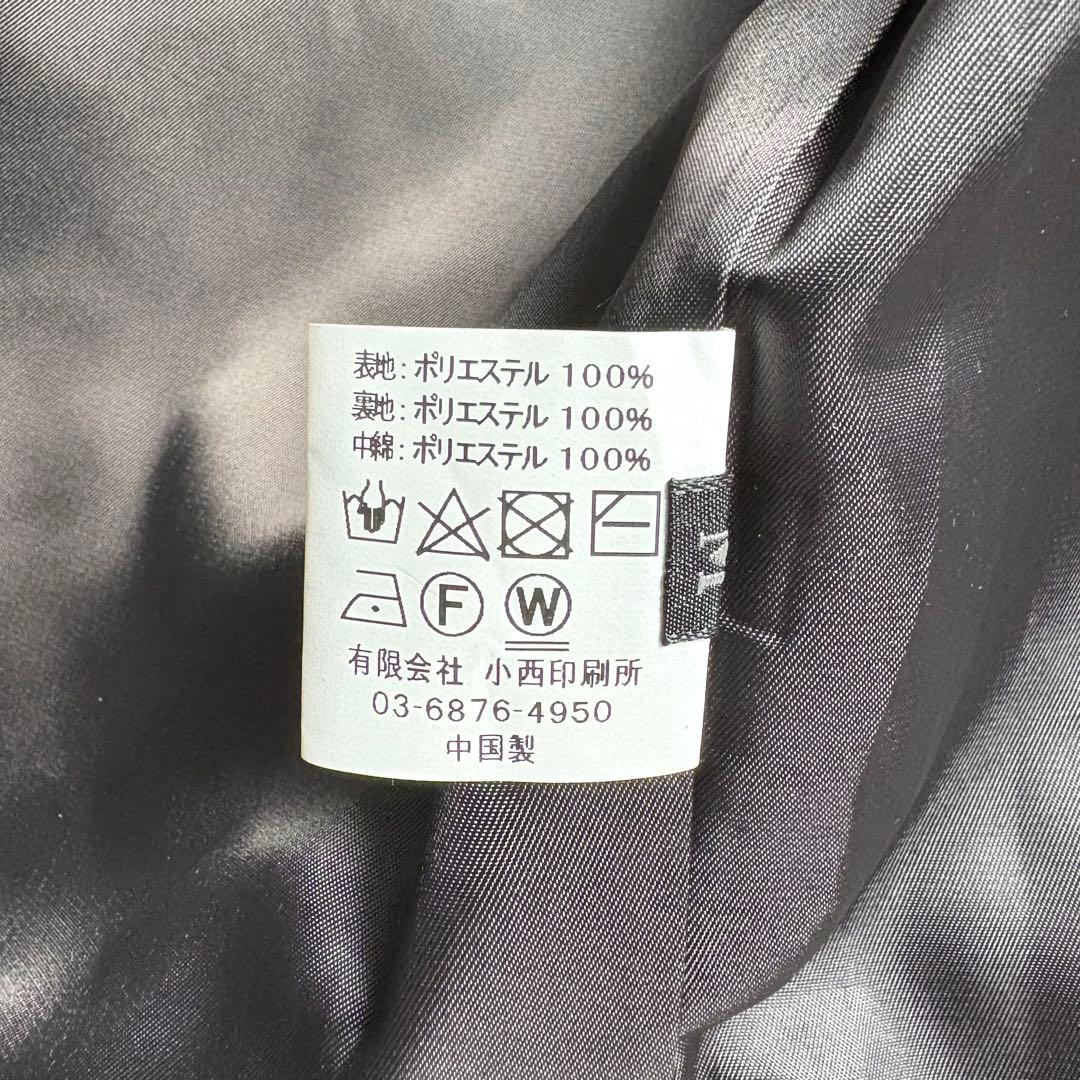 表地：ポリエステル 100%
裏地：ポリエステル 100%
中綿：ポリエステル 100%
F
W
有限会社 小西印刷所
03-6876-4950
中国製